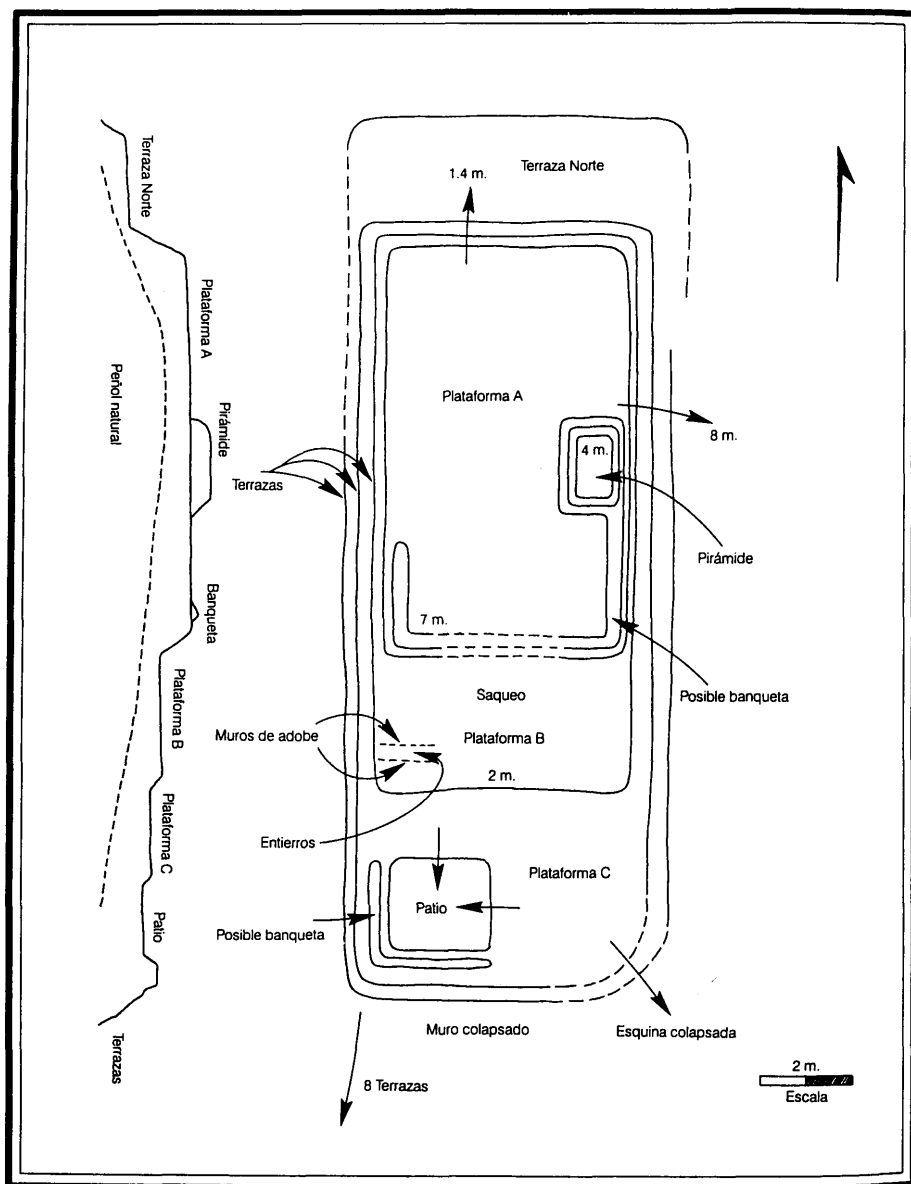 Terraza Norte
Plataforma A
Peñol natural
Pirámide
Banqueta
Plataforma B
Plataforma C
Patio
Terrazas
Terraza Norte
1.4 m.
Plataforma A
8 m.
4 m.
Terrazas
Pirámide
7 m.
Posible banqueta
Saqueo
Muros de adobe
Plataforma B
2 m.
Entierros
Plataforma C
Patio
Posible banqueta
Muro colapsado
Esquina colapsada
8 Terrazas
2 m.
Escala